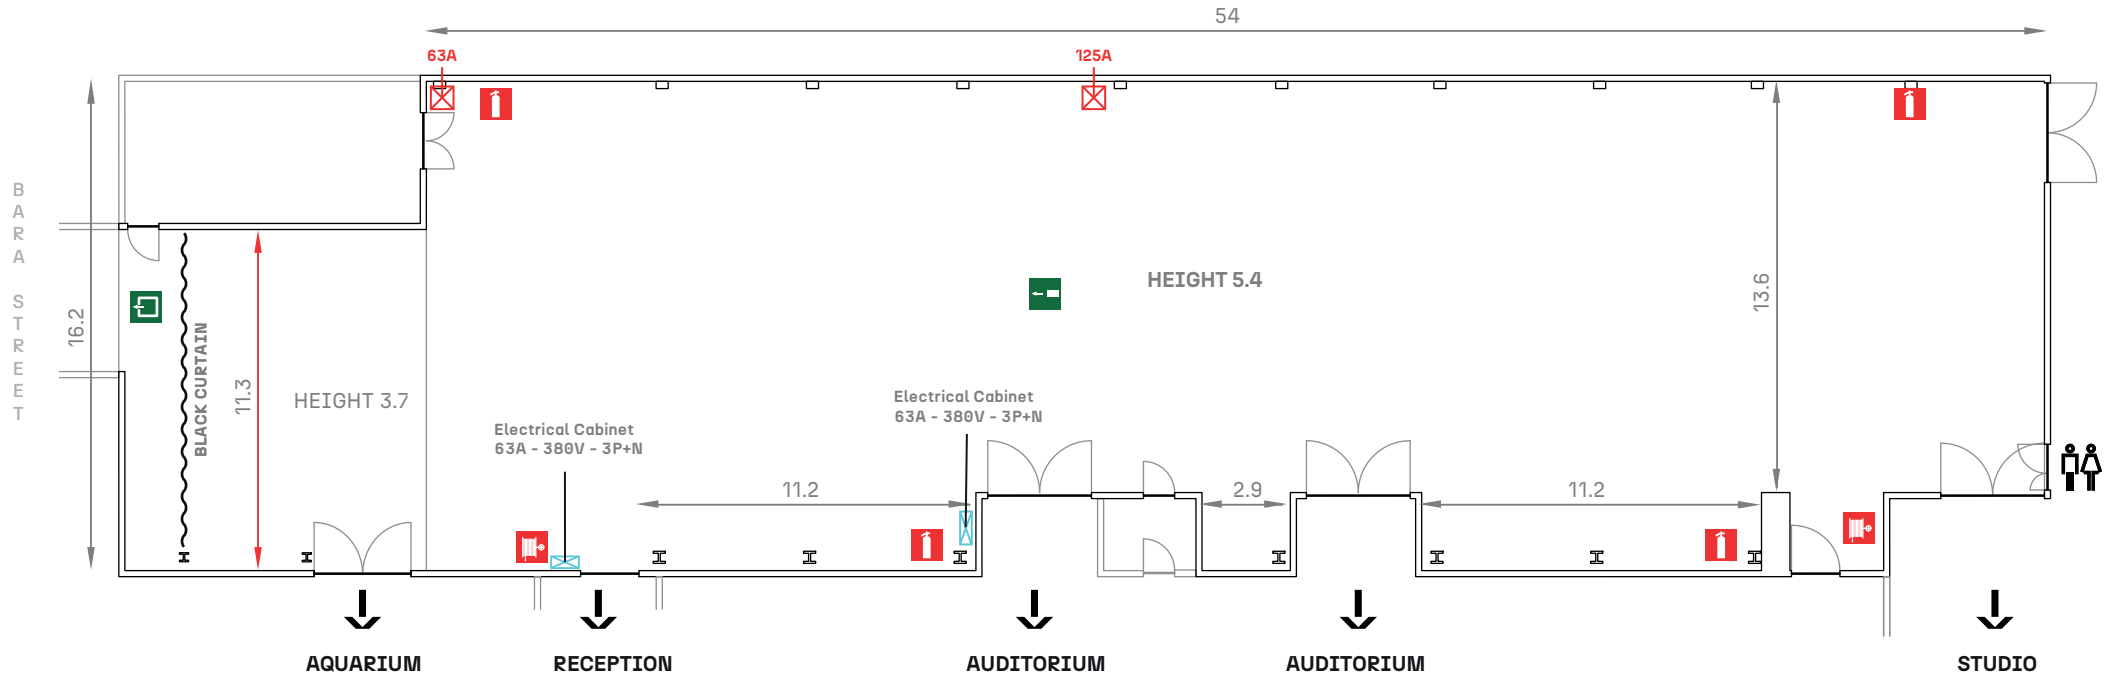 54
63A
125A
BARA STREET
16.2
11.3
BLACK CURTAIN
HEIGHT 3.7
HEIGHT 5.4
13.6
Electrical Cabinet
63A - 380V - 3P+N
Electrical Cabinet
63A - 380V - 3P+N
11.2
2.9
11.2
AQUARIUM
RECEPTION
AUDITORIUM
AUDITORIUM
STUDIO